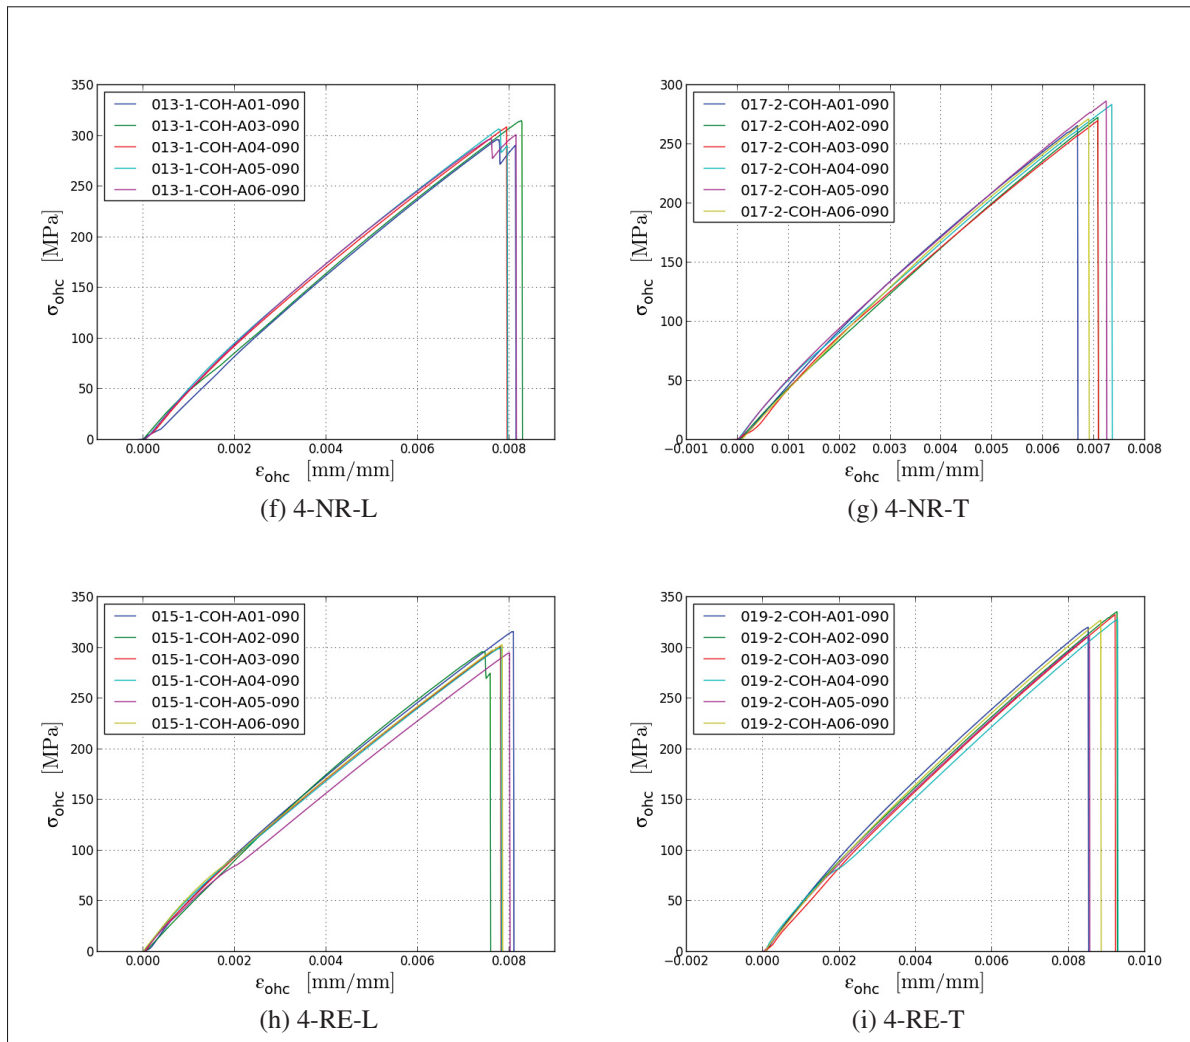 350
300
250
200
150
100
50
0
σohc [MPa]
013-1-COH-A01-090
013-1-COH-A03-090
013-1-COH-A04-090
013-1-COH-A05-090
013-1-COH-A06-090
0.000 0.002 0.004 0.006 0.008
εohc [mm/mm]
(f) 4-NR-L
300
250
200
150
100
50
0
σohc [MPa]
017-2-COH-A01-090
017-2-COH-A02-090
017-2-COH-A03-090
017-2-COH-A04-090
017-2-COH-A05-090
017-2-COH-A06-090
−0.001 0.000 0.001 0.002 0.003 0.004 0.005 0.006 0.007 0.008
εohc [mm/mm]
(g) 4-NR-T
350
300
250
200
150
100
50
0
σohc [MPa]
015-1-COH-A01-090
015-1-COH-A02-090
015-1-COH-A03-090
015-1-COH-A04-090
015-1-COH-A05-090
015-1-COH-A06-090
0.000 0.002 0.004 0.006 0.008
εohc [mm/mm]
(h) 4-RE-L
350
300
250
200
150
100
50
0
σohc [MPa]
019-2-COH-A01-090
019-2-COH-A02-090
019-2-COH-A03-090
019-2-COH-A04-090
019-2-COH-A05-090
019-2-COH-A06-090
−0.002 0.000 0.002 0.004 0.006 0.008 0.010
εohc [mm/mm]
(i) 4-RE-T